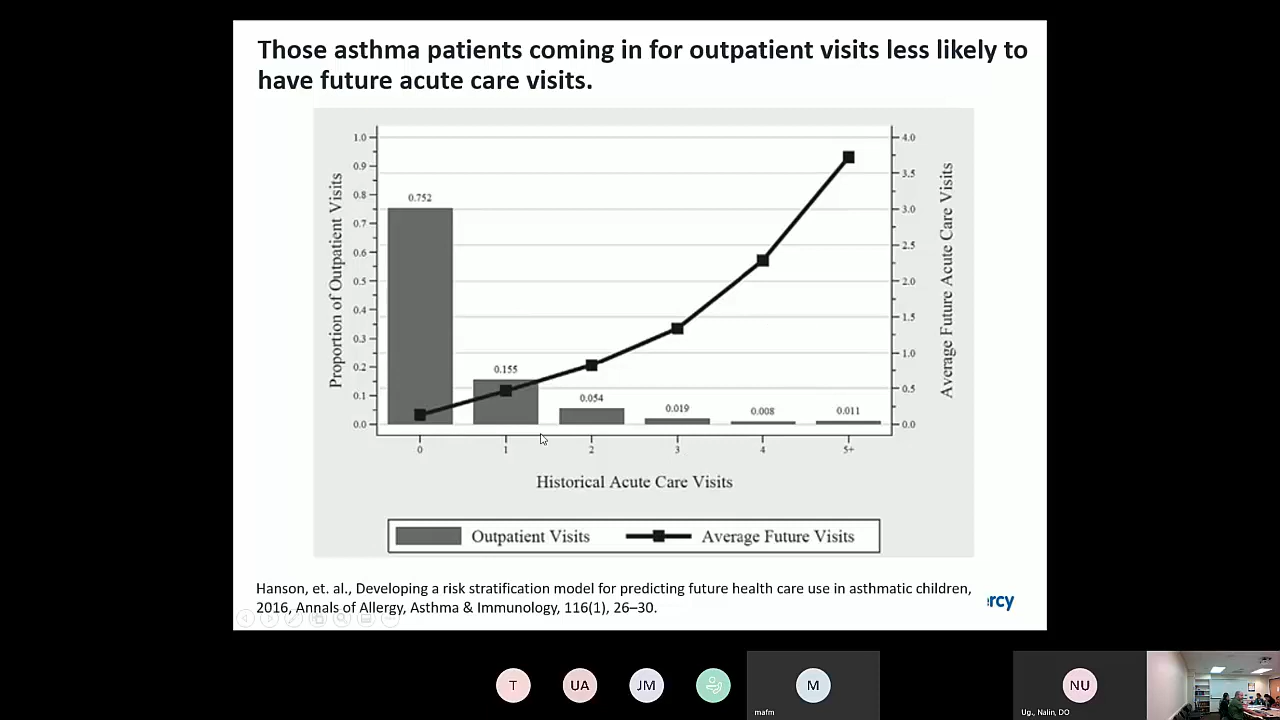 Those asthma patients coming in for outpatient visits less likely to
have future acute care visits.
Proportion of Outpatient Visits
1.0
0.9
0.8
0.7
0.6
0.5
0.4
0.3
0.2
0.1
0.0
0.752
0.155
0.054
0.019
0.008
0.011
4.0
3.5
3.0
2.5
2.0
1.5
1.0
0.5
0.0
Average Future Acute Care Visits
0 1 2 3 4 5+
Historical Acute Care Visits
Outpatient Visits Average Future Visits
Hanson, et. al., Developing a risk stratification model for predicting future health care use in asthmatic children,
2016, Annals of Allergy, Asthma & Immunology, 116(1), 26–30.
rcy
T UA JM M NU
mafm
Ug., Nalin, DO